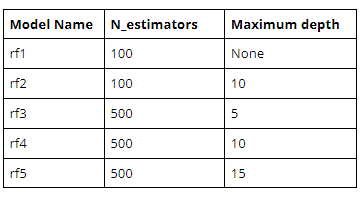 Model Name N_estimators Maximum depth
rf1 100 None
rf2 100 10
rf3 500 5
rf4 500 10
rf5 500 15